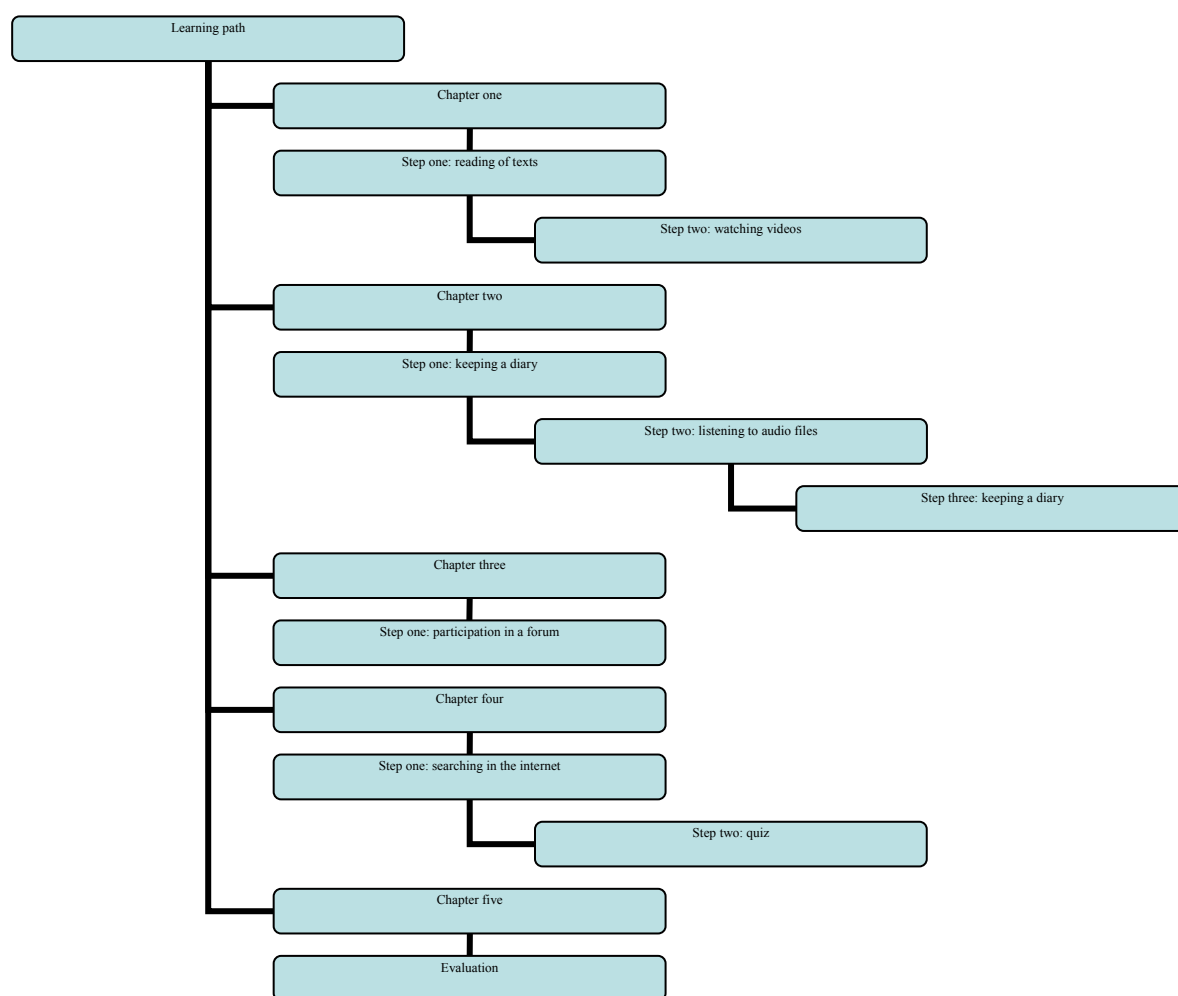 Learning path
Chapter one
Step one: reading of texts
Step two: watching videos
Chapter two
Step one: keeping a diary
Step two: listening to audio files
Step three: keeping a diary
Chapter three
Step one: participation in a forum
Chapter four
Step one: searching in the internet
Step two: quiz
Chapter five
Evaluation